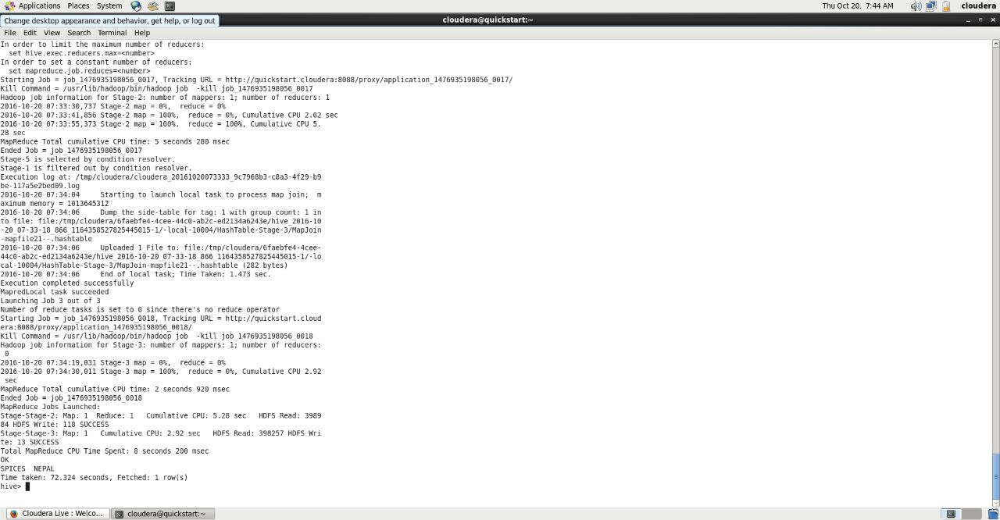 Applications Places System
Thu Oct 20, 7:44 AM
cloudera
Change desktop appearance and behavior, get help, or log out
cloudera@quickstart:~
File Edit View Search Terminal Help
In order to limit the maximum number of reducers:
  set hive.exec.reducers.max=<number>
In order to set a constant number of reducers:
  set mapreduce.job.reduces=<number>
Starting Job = job_1476935198056_0017, Tracking URL = http://quickstart.cloudera:8088/proxy/application_1476935198056_0017/
Kill Command = /usr/lib/hadoop/bin/hadoop job  -kill job_1476935198056_0017
Hadoop job information for Stage-2: number of mappers: 1; number of reducers: 1
2016-10-20 07:33:30,737 Stage-2 map = 0%,  reduce = 0%
2016-10-20 07:33:41,856 Stage-2 map = 100%,  reduce = 0%, Cumulative CPU 2.02 sec
2016-10-20 07:33:55,373 Stage-2 map = 100%,  reduce = 100%, Cumulative CPU 5.
28 sec
MapReduce Total cumulative CPU time: 5 seconds 280 msec
Ended Job = job_1476935198056_0017
Stage-5 is selected by condition resolver.
Stage-1 is filtered out by condition resolver.
Execution log at: /tmp/cloudera/cloudera_20161020073333_9c7968b3-c8a3-4f29-b9
be-117a5e2bed09.log
2016-10-20 07:34:04     Starting to launch local task to process map join;  m
aximum memory = 1013645312
2016-10-20 07:34:06     Dump the side-table for tag: 1 with group count: 1 in
to file: file:/tmp/cloudera/6faebfe4-4cee-44c0-ab2c-ed2134a6243e/hive_2016-10
-20_07-33-18_866_1164358527825445015-1/-local-10004/HashTable-Stage-3/MapJoin
-mapfile21--.hashtable
2016-10-20 07:34:06     Uploaded 1 File to: file:/tmp/cloudera/6faebfe4-4cee-
44c0-ab2c-ed2134a6243e/hive_2016-10-20_07-33-18_866_1164358527825445015-1/-lo
cal-10004/HashTable-Stage-3/MapJoin-mapfile21--.hashtable (282 bytes)
2016-10-20 07:34:06     End of local task; Time Taken: 1.473 sec.
Execution completed successfully
MapredLocal task succeeded
Launching Job 3 out of 3
Number of reduce tasks is set to 0 since there's no reduce operator
Starting Job = job_1476935198056_0018, Tracking URL = http://quickstart.cloud
era:8088/proxy/application_1476935198056_0018/
Kill Command = /usr/lib/hadoop/bin/hadoop job  -kill job_1476935198056_0018
Hadoop job information for Stage-3: number of mappers: 1; number of reducers:
 0
2016-10-20 07:34:19,031 Stage-3 map = 0%,  reduce = 0%
2016-10-20 07:34:30,011 Stage-3 map = 100%,  reduce = 0%, Cumulative CPU 2.92
 sec
MapReduce Total cumulative CPU time: 2 seconds 920 msec
Ended Job = job_1476935198056_0018
MapReduce Jobs Launched:
Stage-Stage-2: Map: 1  Reduce: 1   Cumulative CPU: 5.28 sec   HDFS Read: 3989
84 HDFS Write: 118 SUCCESS
Stage-Stage-3: Map: 1   Cumulative CPU: 2.92 sec   HDFS Read: 398257 HDFS Wri
te: 13 SUCCESS
Total MapReduce CPU Time Spent: 8 seconds 200 msec
OK
SPICES  NEPAL
Time taken: 72.324 seconds, Fetched: 1 row(s)
hive>
Cloudera Live : Welco...
cloudera@quickstart:~